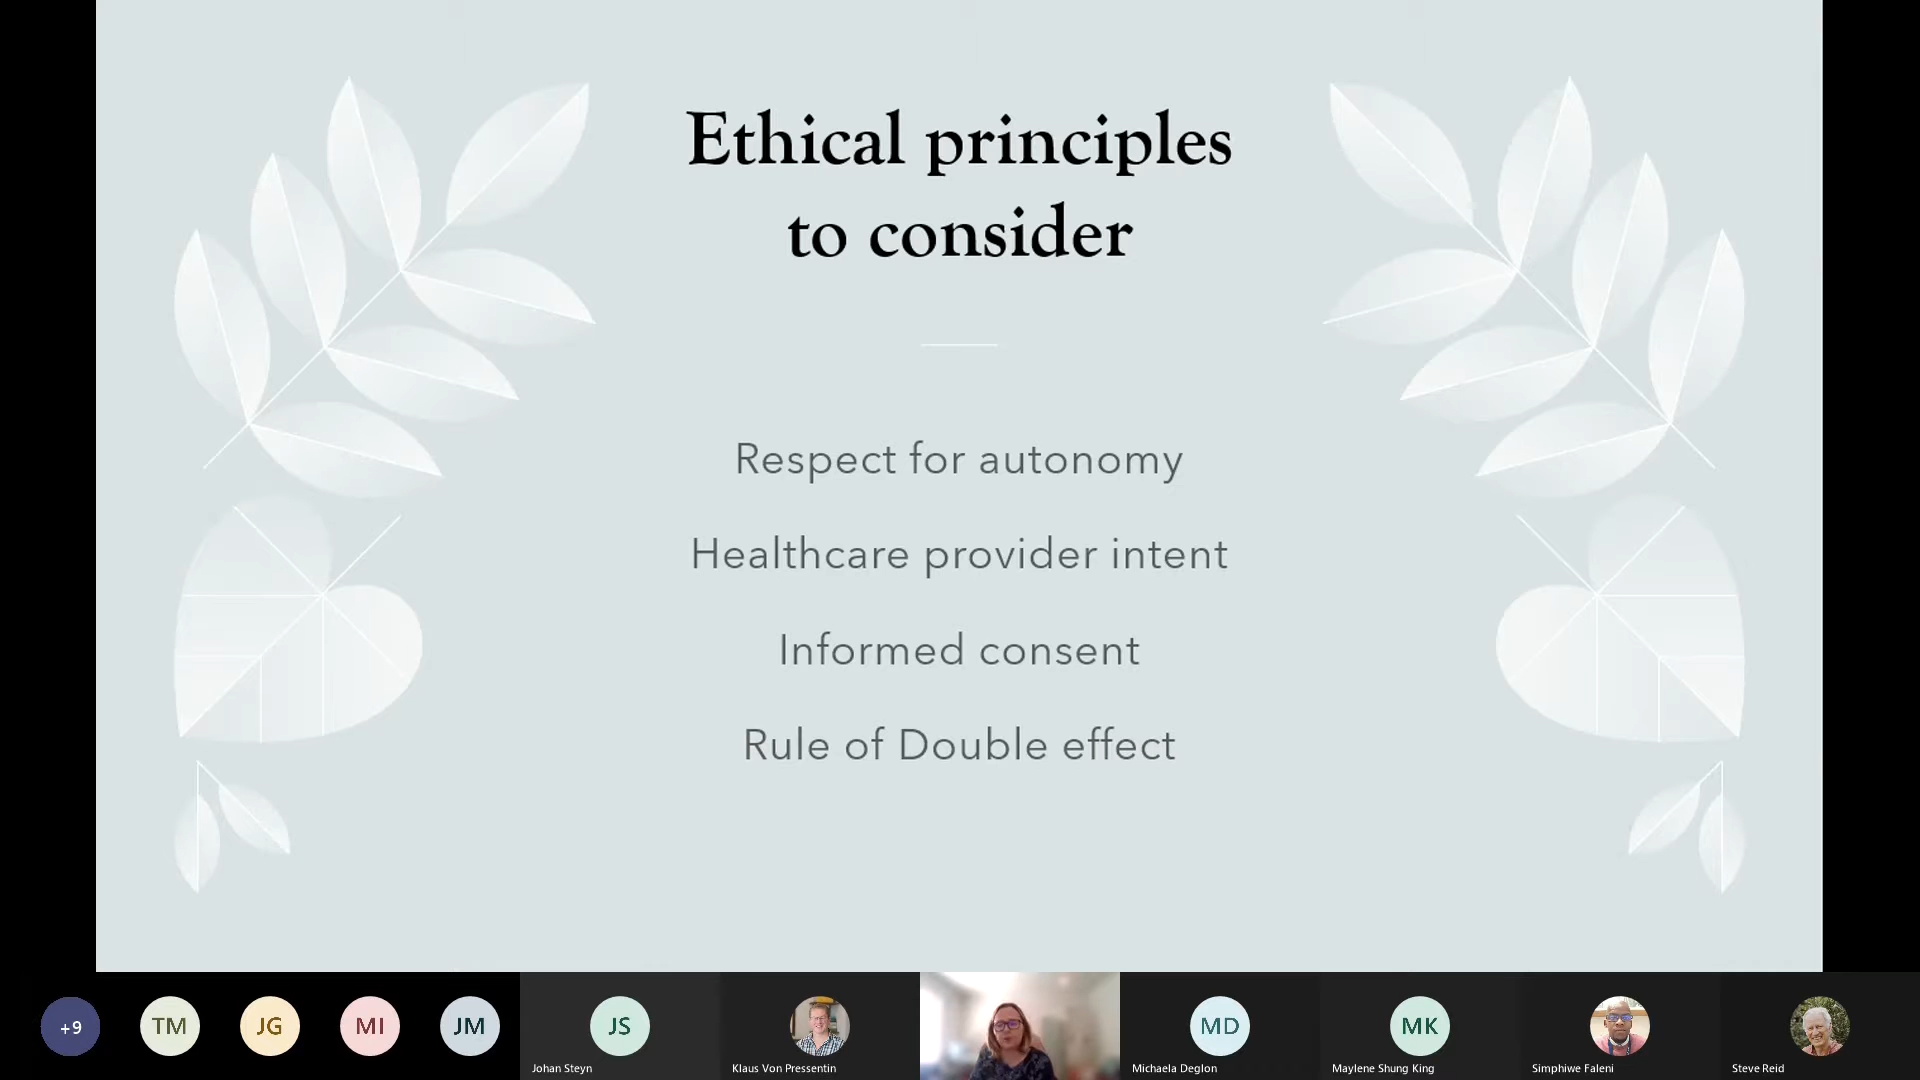 Ethical principles
to consider
Respect for autonomy
Healthcare provider intent
Informed consent
Rule of Double effect
+9
TM
JG
MI
JM
JS
MD
MK
Johan Steyn
Klaus Von Pressentin
Michaela Deglon
Maylene Shung King
Simphiwe Faleni
Steve Reid